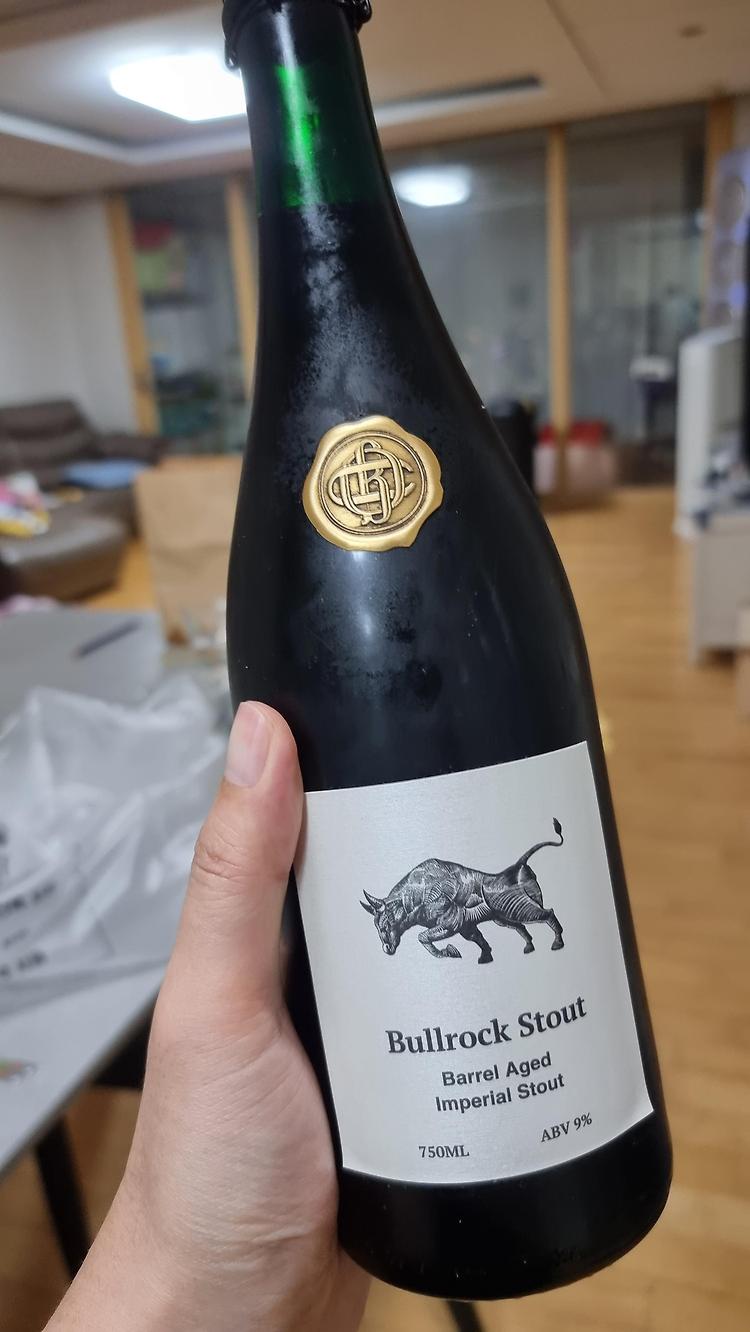 Bullrock Stout
Barrel Aged
Imperial Stout
750ML
ABV 9%